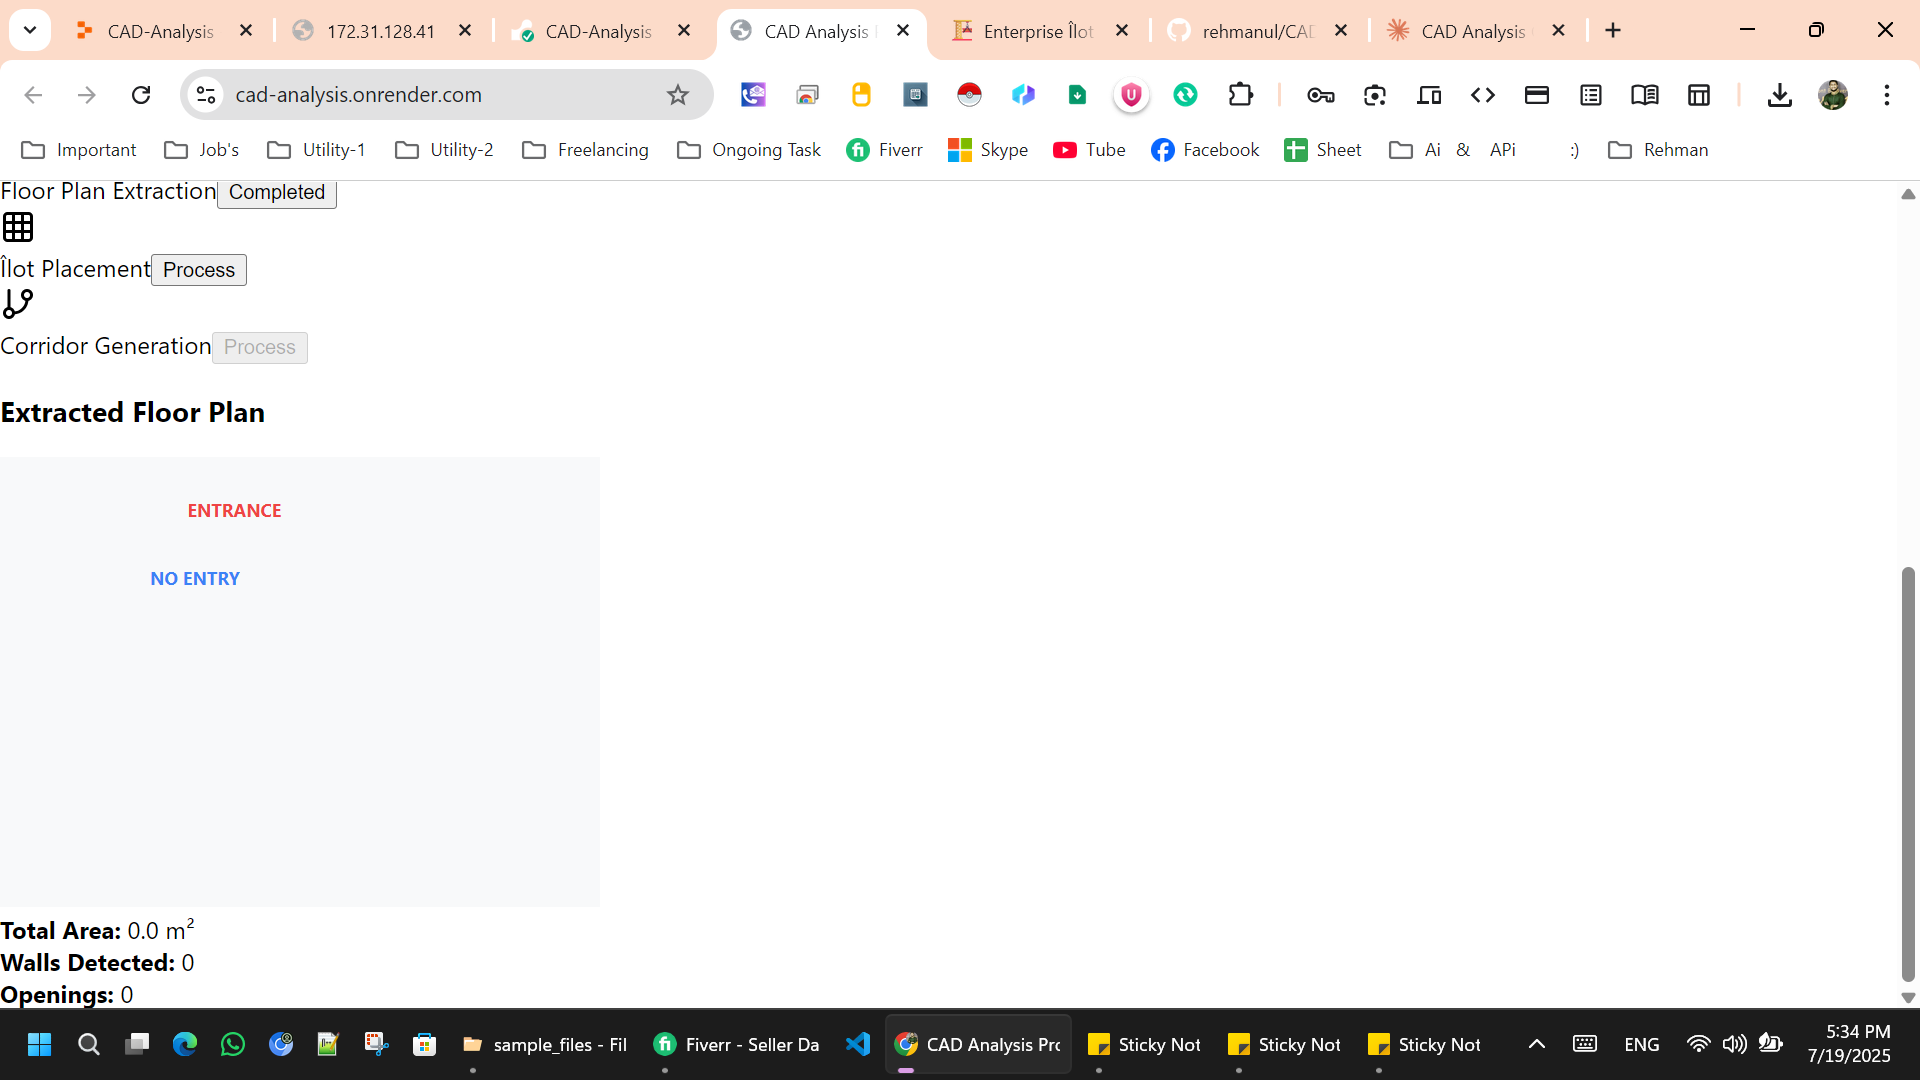 CAD-Analysis
172.31.128.41
CAD-Analysis
CAD Analysis
Enterprise Îlot
rehmanul/CAD
CAD Analysis
cad-analysis.onrender.com
Important
Job's
Utility-1
Utility-2
Freelancing
Ongoing Task
Fiverr
Skype
Tube
Facebook
Sheet
Ai & APi :)
Rehman
Floor Plan Extraction Completed
Îlot Placement Process
Corridor Generation Process
Extracted Floor Plan
ENTRANCE
NO ENTRY
Total Area: 0.0 m²
Walls Detected: 0
Openings: 0
sample_files - Fil
Fiverr - Seller Da
CAD Analysis Pro
Sticky Not
Sticky Not
Sticky Not
ENG
5:34 PM
7/19/2025